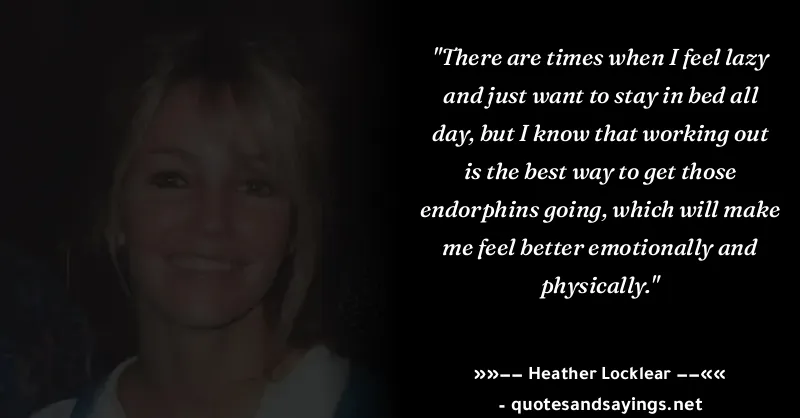 "There are times when I feel lazy
and just want to stay in bed all
day, but I know that working out
is the best way to get those
endorphins going, which will make
me feel better emotionally and
physically."
»»−− Heather Locklear −−««
- quotesandsayings.net